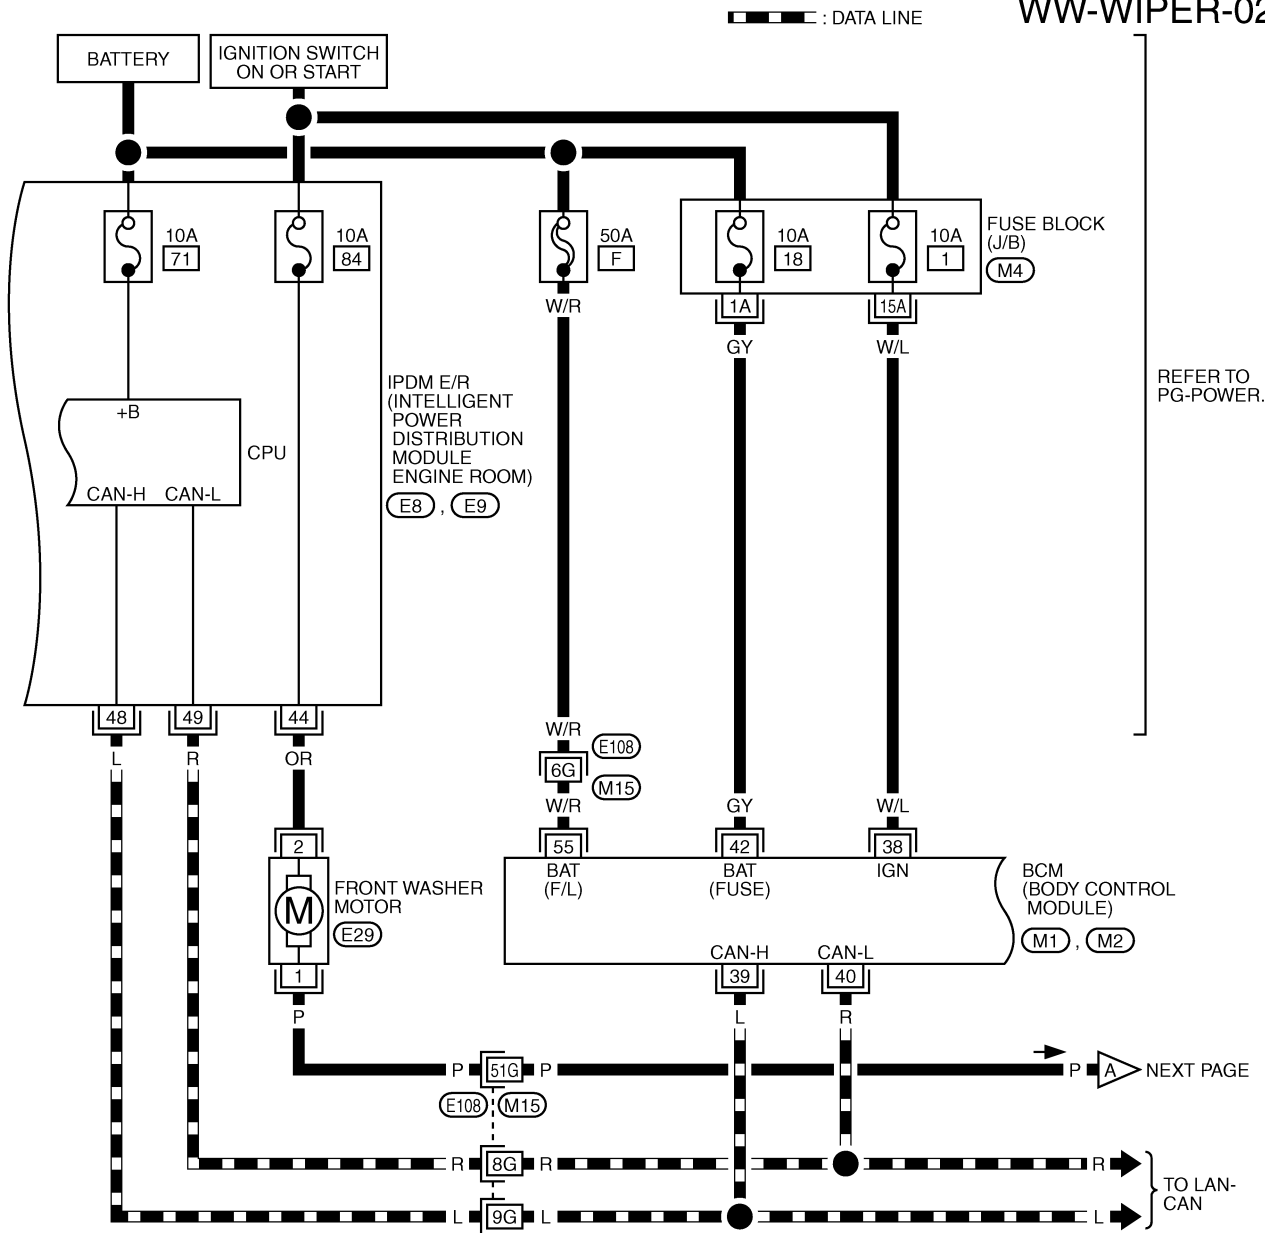 : DATA LINE
WW-WIPER-02
BATTERY
IGNITION SWITCH
ON OR START
10A
71
10A
84
50A
F
10A
18
10A
1
FUSE BLOCK
(J/B)
M4
W/R
1A
15A
GY
W/L
REFER TO
PG-POWER.
IPDM E/R
(INTELLIGENT
POWER
DISTRIBUTION
MODULE
ENGINE ROOM)
E8 , E9
+B
CPU
CAN-H
CAN-L
48
49
44
L
R
OR
W/R
E108
6G
M15
W/R
GY
W/L
2
55
42
38
BAT
(F/L)
BAT
(FUSE)
IGN
BCM
(BODY CONTROL
MODULE)
M1 , M2
M
FRONT WASHER
MOTOR
E29
CAN-H
CAN-L
1
39
40
P
L
R
P
51G
P
P
A
NEXT PAGE
E108
M15
R
8G
R
R
L
9G
L
L
TO LAN-
CAN